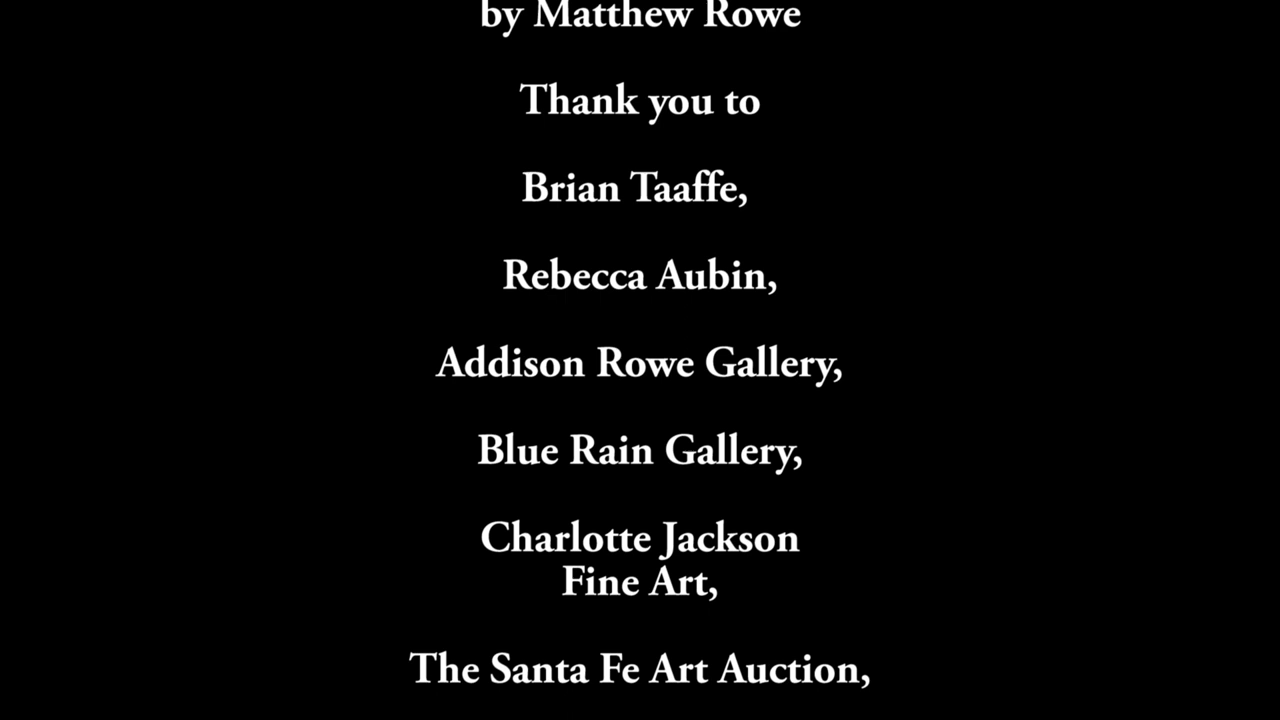 by Matthew Rowe
Thank you to
Brian Taaffe,
Rebecca Aubin,
Addison Rowe Gallery,
Blue Rain Gallery,
Charlotte Jackson
Fine Art,
The Santa Fe Art Auction,